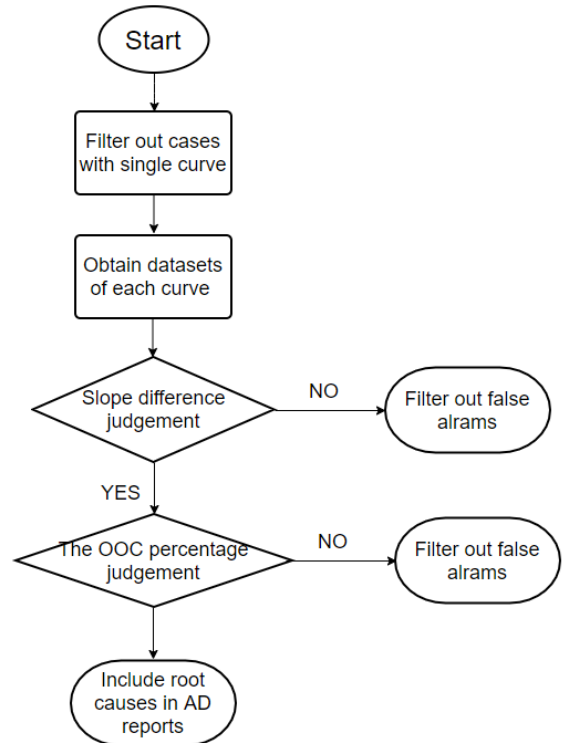 Start
Filter out cases
with single curve
Obtain datasets
of each curve
Slope difference
judgement
NO
Filter out false
alrams
YES
The OOC percentage
judgement
NO
Filter out false
alrams
Include root
causes in AD
reports